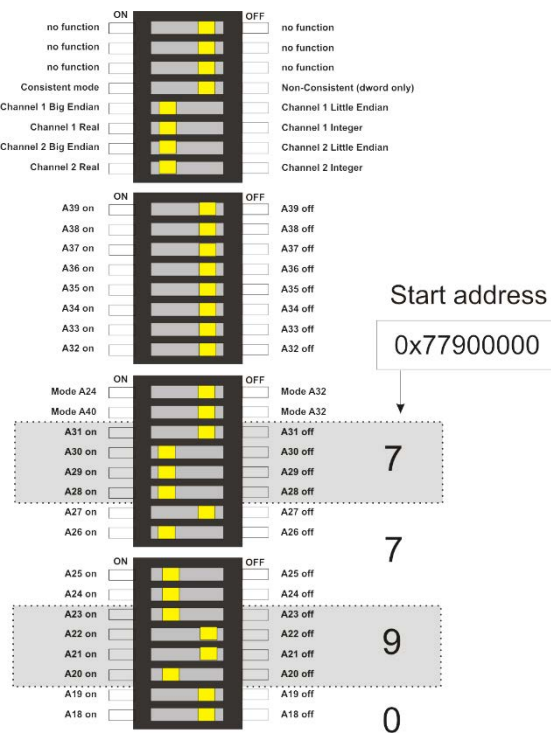 ON OFF
no function no function
no function no function
no function no function
Consistent mode Non-Consistent (dword only)
Channel 1 Big Endian Channel 1 Little Endian
Channel 1 Real Channel 1 Integer
Channel 2 Big Endian Channel 2 Little Endian
Channel 2 Real Channel 2 Integer
ON OFF
A39 on A39 off
A38 on A38 off
A37 on A37 off
A36 on A36 off
A35 on A35 off
A34 on A34 off
A33 on A33 off
A32 on A32 off
Start address
0x77900000
ON OFF
Mode A24 Mode A32
Mode A40 Mode A32
A31 on A31 off
A30 on A30 off
A29 on A29 off
A28 on A28 off
7
A27 on A27 off
A26 on A26 off
7
ON OFF
A25 on A25 off
A24 on A24 off
A23 on A23 off
A22 on A22 off
A21 on A21 off
A20 on A20 off
9
A19 on A19 off
A18 on A18 off
0